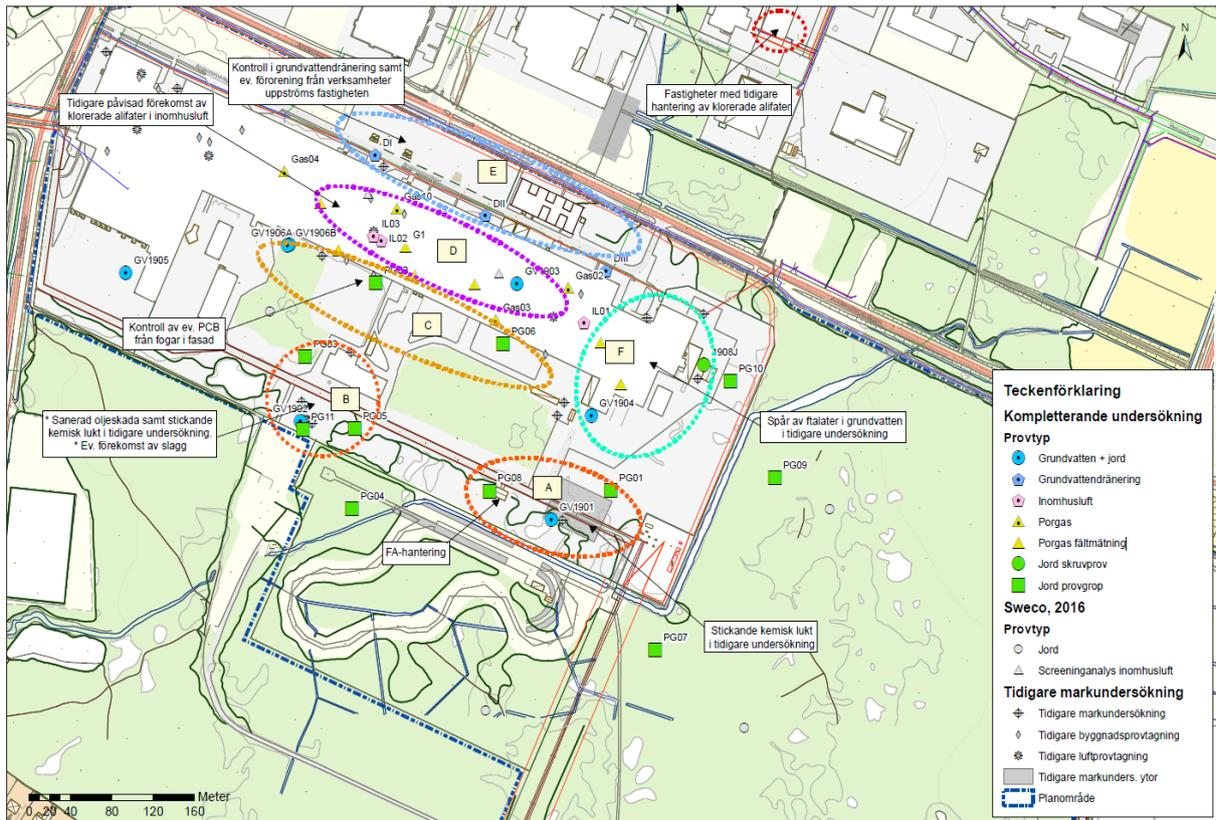 N
Kontroll i grundvattendränering samt
ev. förorening från verksamheter
uppströms fastigheten
Tidigare påvisad förekomst av
klorerade alifater i inomhusluft
Fastigheter med tidigare
hantering av klorerade alifater
DI
Gas04
E
Gas10
DII
IL03
IL02
G1
GV1906A
GV1906B
D
GV1905
DIII
GV1903
Gas02
Gas03
IL01
C
PG06
Kontroll av ev. PCB
från fogar i fasad
F
1908J
PG10
PG03
B
GV1902
PG11
PG05
GV1904
* Sanerad oljeskada samt stickande
kemisk lukt i tidigare undersökning.
* Ev. förekomst av slagg
Spår av ftalater i grundvatten
i tidigare undersökning
PG09
PG08
A
PG01
PG04
GV1901
FA-hantering
Stickande kemisk lukt
i tidigare undersökning
PG07
Meter
0 20 40 80 120 160
Teckenförklaring
Kompletterande undersökning
Provtyp
Grundvatten + jord
Grundvattendränering
Inomhusluft
Porgas
Porgas fältmätning
Jord skruvprov
Jord provgrop
Sweco, 2016
Provtyp
Jord
Screeninganalys inomhusluft
Tidigare markundersökning
Tidigare markundersökning
Tidigare byggnadsprovtagning
Tidigare luftprovtagning
Tidigare markunders. ytor
Planområde